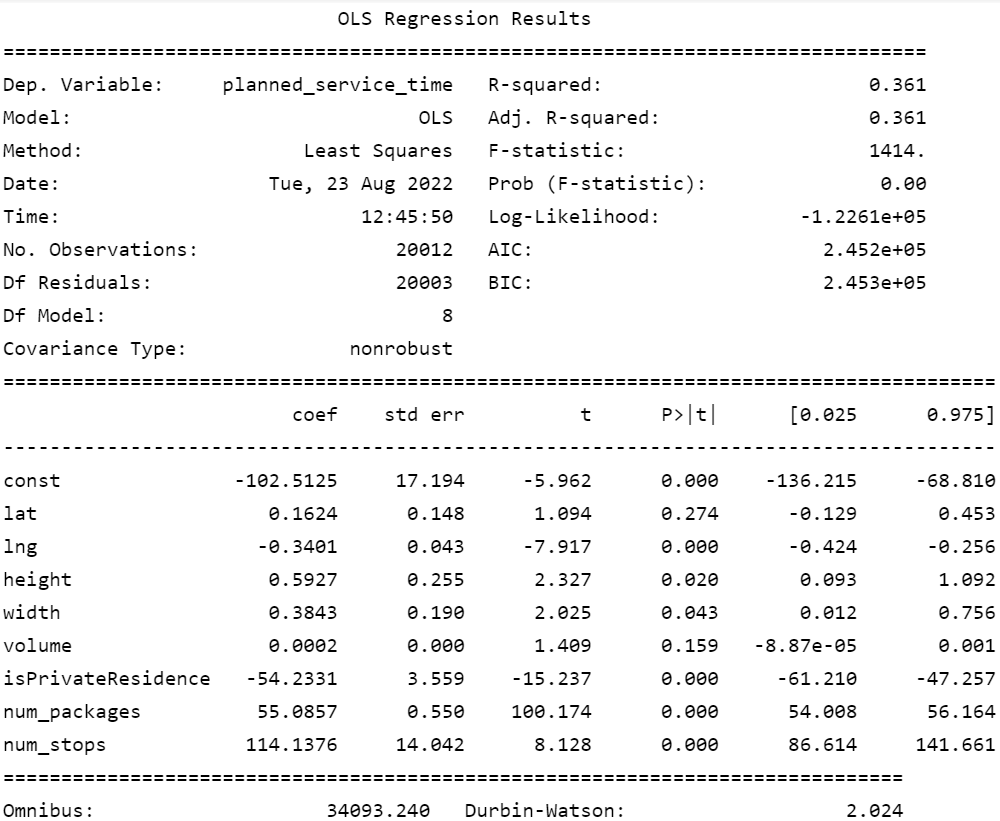 OLS Regression Results
================================================================================
Dep. Variable:     planned_service_time   R-squared:                       0.361
Model:                              OLS   Adj. R-squared:                  0.361
Method:                   Least Squares   F-statistic:                     1414.
Date:                  Tue, 23 Aug 2022   Prob (F-statistic):               0.00
Time:                          12:45:50   Log-Likelihood:            -1.2261e+05
No. Observations:                 20012   AIC:                         2.452e+05
Df Residuals:                     20003   BIC:                         2.453e+05
Df Model:                             8
Covariance Type:              nonrobust
======================================================================================
                         coef    std err          t      P>|t|      [0.025      0.975]
--------------------------------------------------------------------------------------
const               -102.5125     17.194     -5.962      0.000    -136.215     -68.810
lat                    0.1624      0.148      1.094      0.274      -0.129       0.453
lng                   -0.3401      0.043     -7.917      0.000      -0.424      -0.256
height                 0.5927      0.255      2.327      0.020       0.093       1.092
width                  0.3843      0.190      2.025      0.043       0.012       0.756
volume                 0.0002      0.000      1.409      0.159   -8.87e-05       0.001
isPrivateResidence   -54.2331      3.559    -15.237      0.000     -61.210     -47.257
num_packages          55.0857      0.550    100.174      0.000      54.008      56.164
num_stops            114.1376     14.042      8.128      0.000      86.614     141.661
==============================================================================
Omnibus:                    34093.240   Durbin-Watson:                   2.024